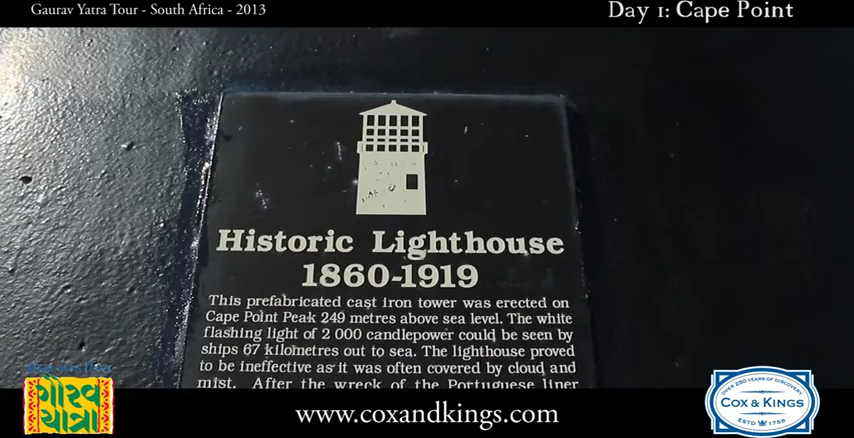 Gaurav Yatra Tour - South Africa - 2013
Day 1: Cape Point
Historic Lighthouse
1860-1919
This prefabricated cast iron tower was erected on
Cape Point Peak 249 metres above sea level. The white
flashing light of 2 000 candlepower could be seen by
ships 67 kilometres out to sea. The lighthouse proved
to be ineffective as it was often covered by cloud and
mist. After the wreck of the Portuguese liner
ગૌરવ
યાત્રા
www.coxandkings.com
OVER 250 YEARS OF DISCOVERY
COX & KINGS
ESTD 1758